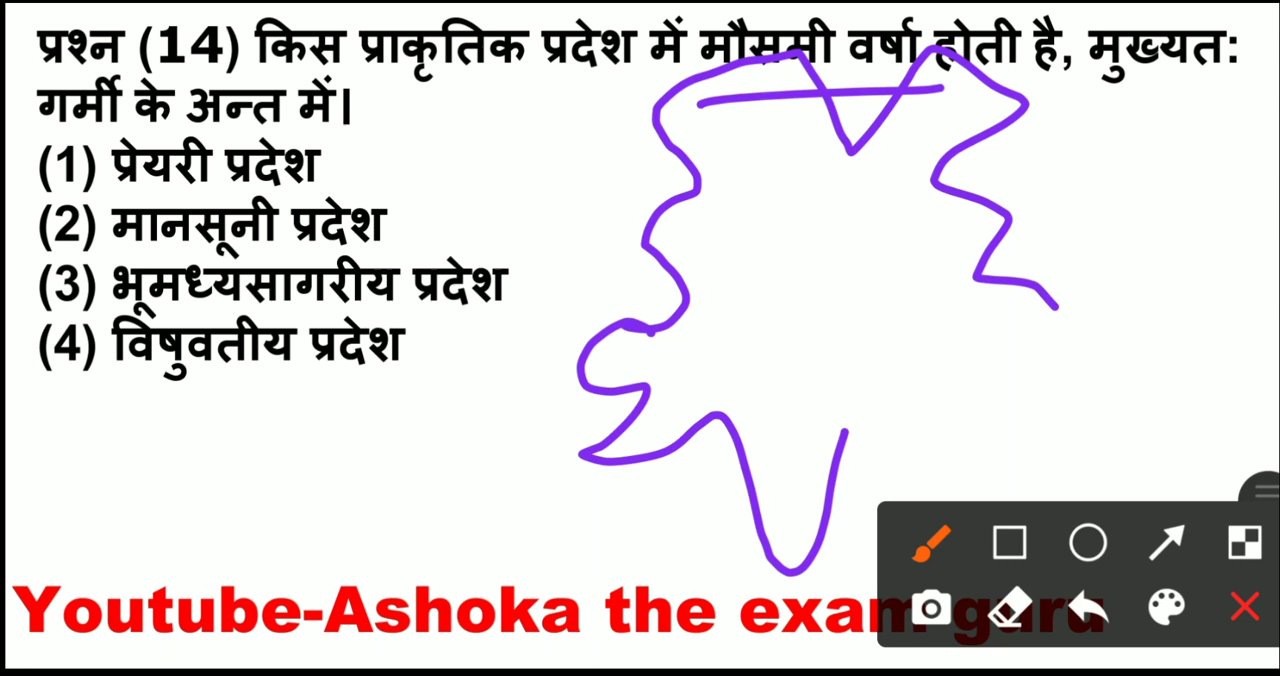 प्रश्न (14) किस प्राकृतिक प्रदेश में मौसमी वर्षा होती है, मुख्यत:
गर्मी के अन्त में।
(1) प्रेयरी प्रदेश
(2) मानसूनी प्रदेश
(3) भूमध्यसागरीय प्रदेश
(4) विषुवतीय प्रदेश
Youtube-Ashoka the exam guru